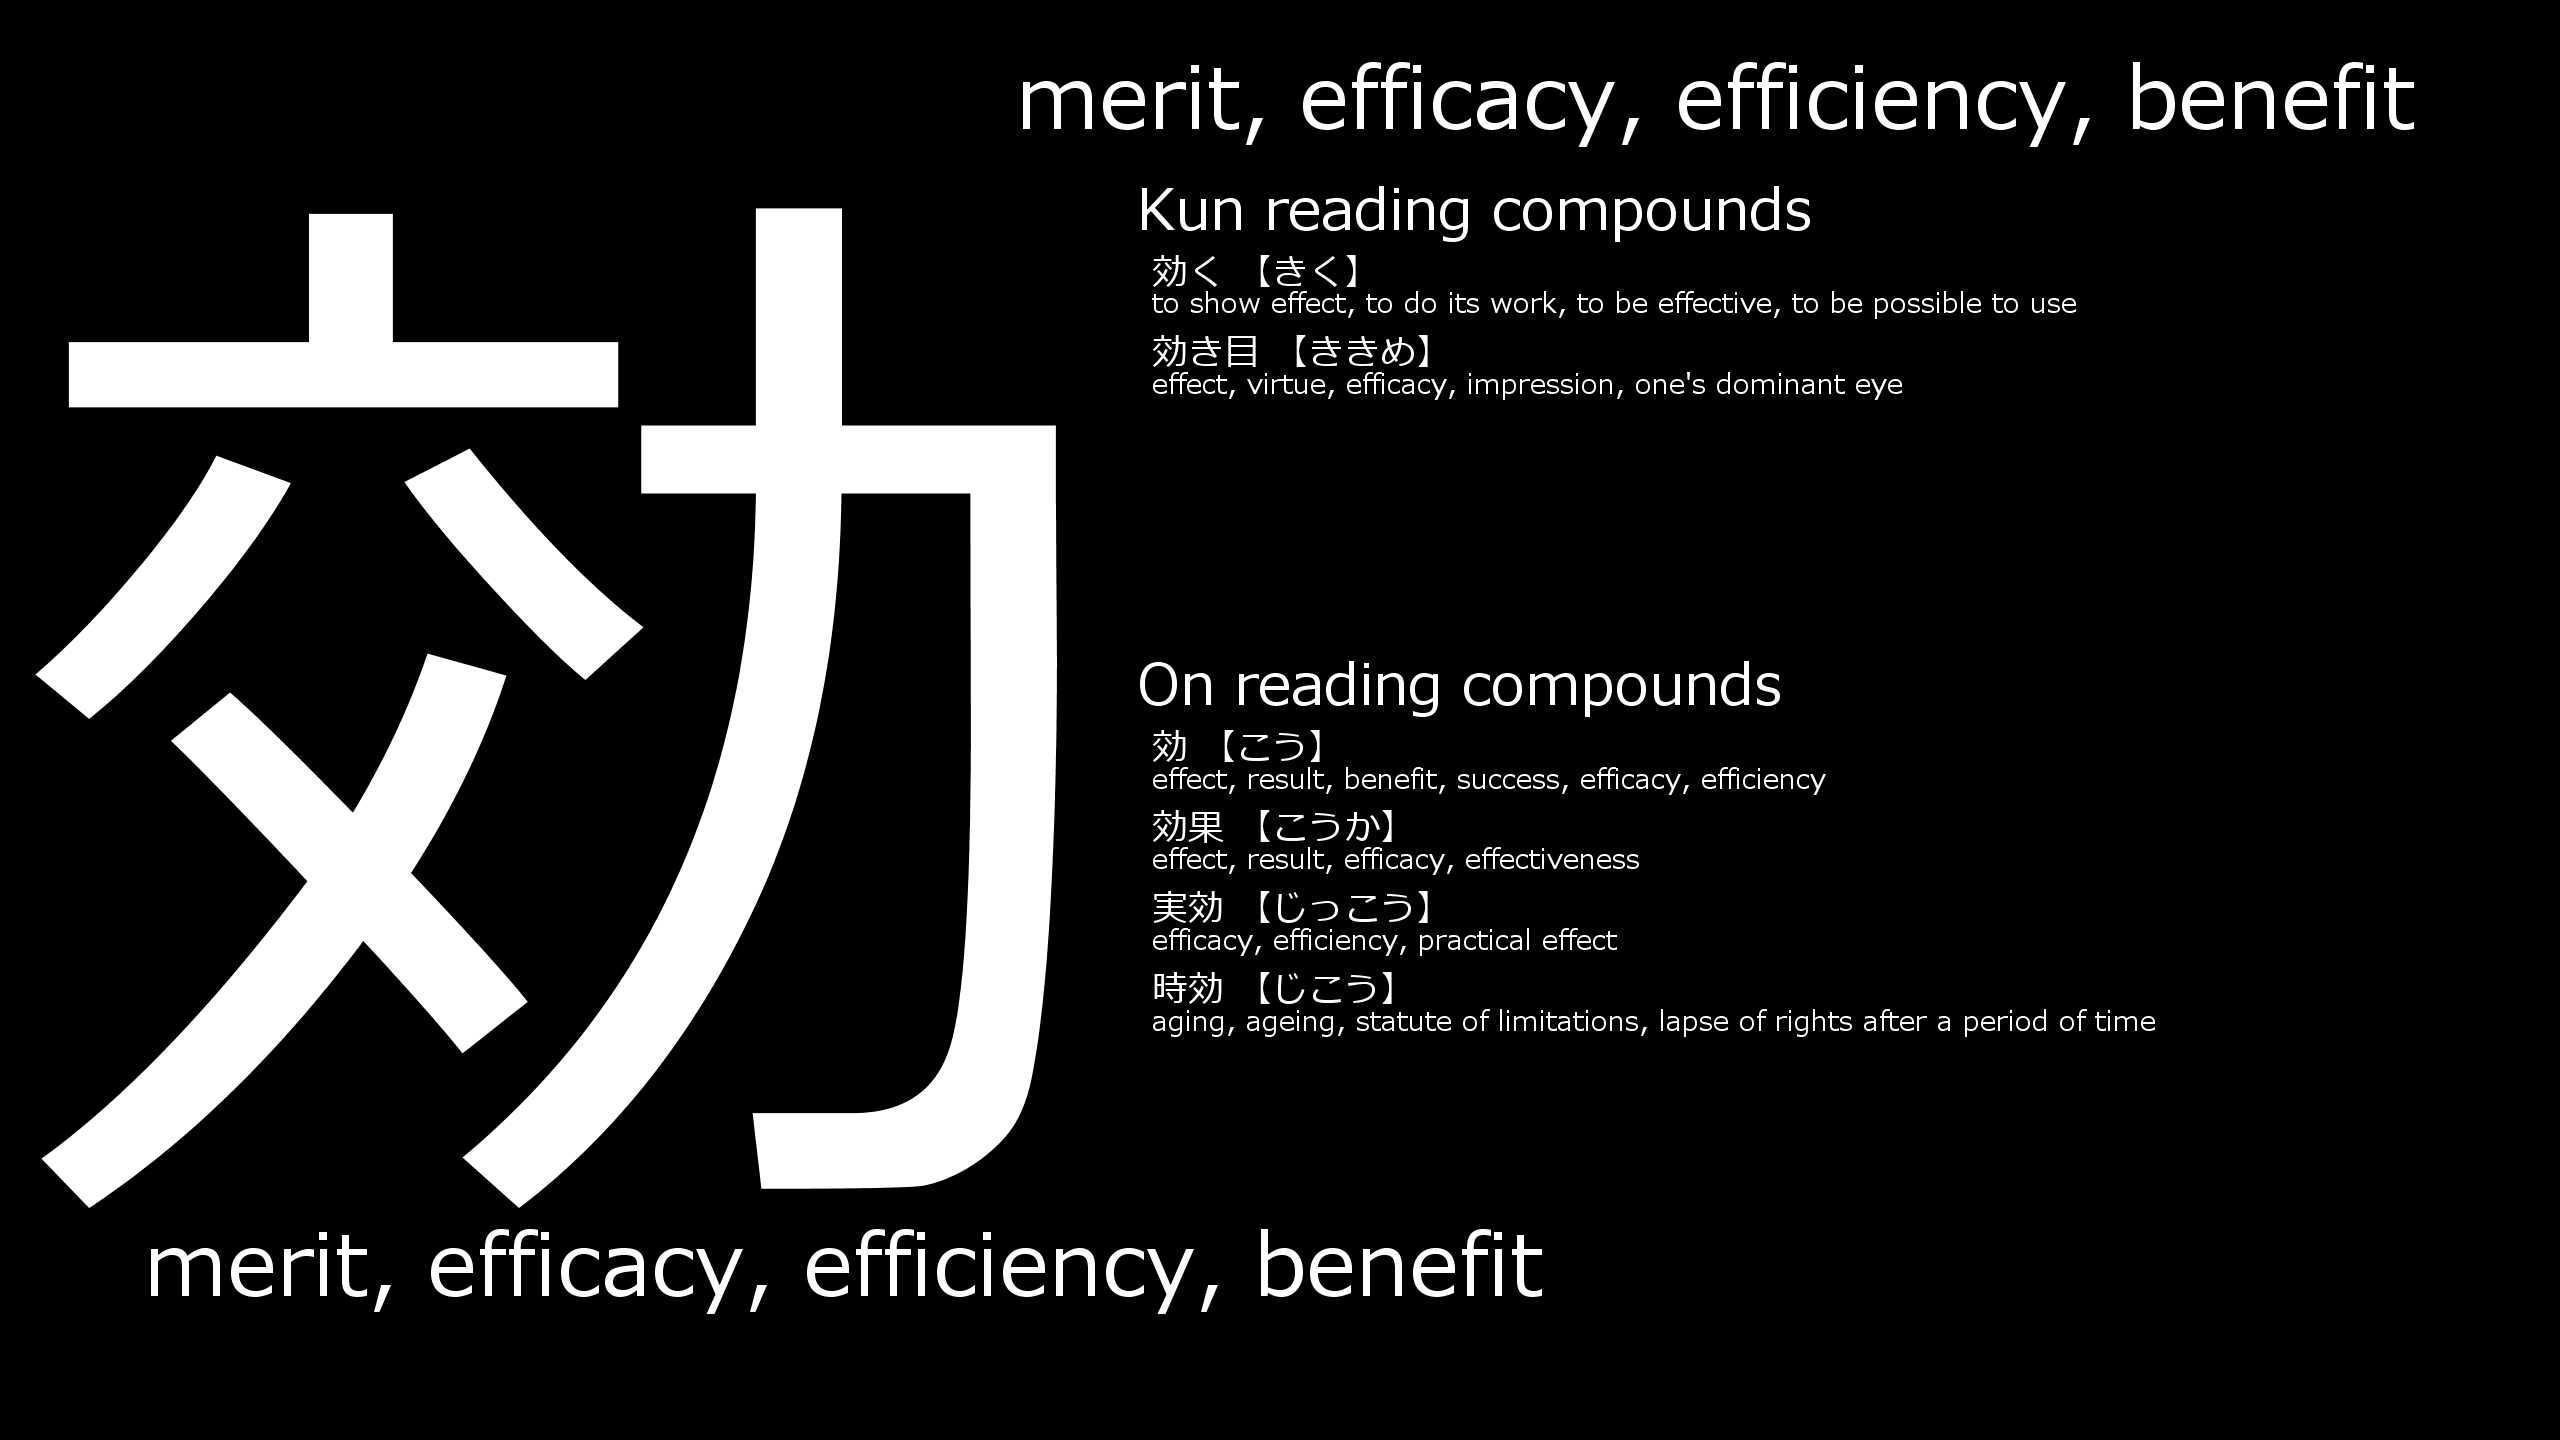 merit, efficacy, efficiency, benefit
効
Kun reading compounds
効く 【きく】
to show effect, to do its work, to be effective, to be possible to use
効き目 【ききめ】
effect, virtue, efficacy, impression, one's dominant eye
On reading compounds
効 【こう】
effect, result, benefit, success, efficacy, efficiency
効果 【こうか】
effect, result, efficacy, effectiveness
実効 【じっこう】
efficacy, efficiency, practical effect
時効 【じこう】
aging, ageing, statute of limitations, lapse of rights after a period of time
merit, efficacy, efficiency, benefit